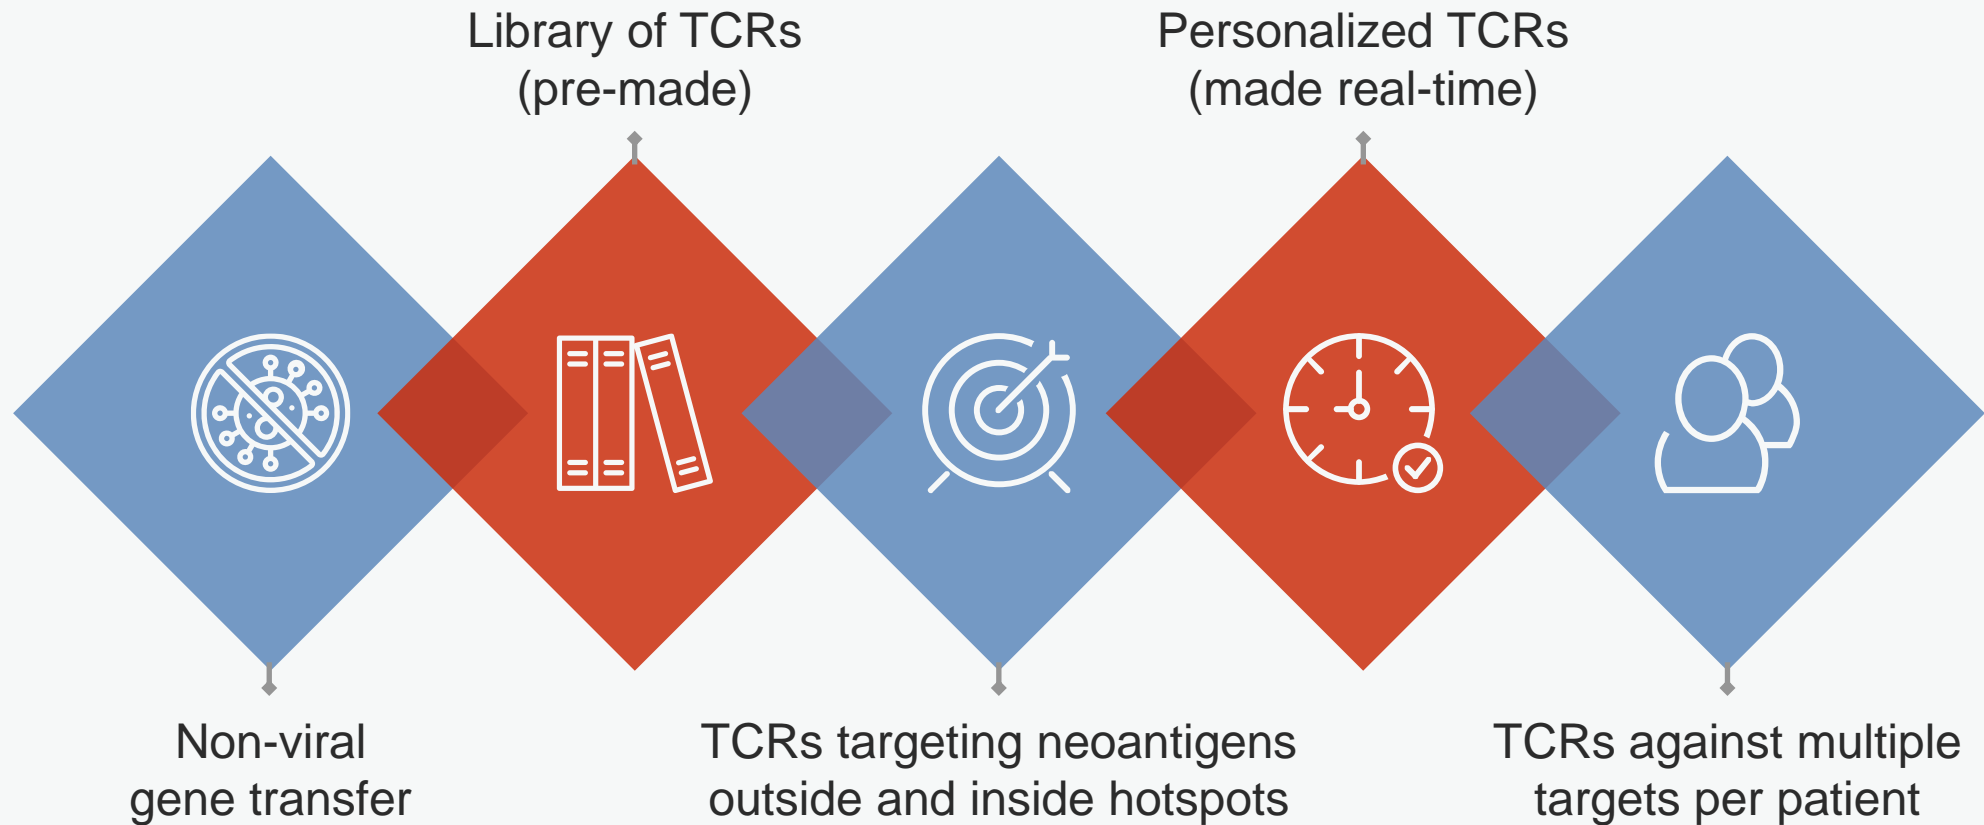 Library of TCRs
(pre-made)
Personalized TCRs
(made real-time)
Non-viral
gene transfer
TCRs targeting neoantigens
outside and inside hotspots
TCRs against multiple
targets per patient